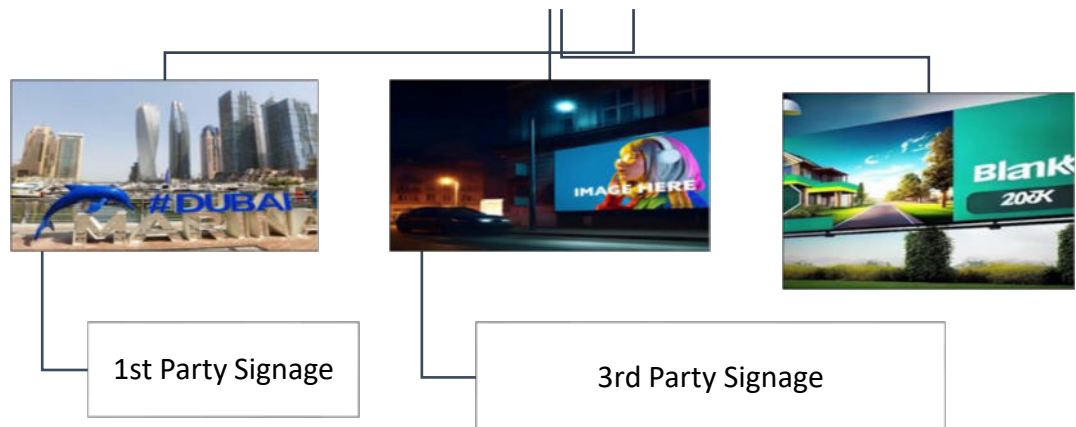 #DUBAI
MARINA
IMAGE HERE
Blank
1st Party Signage
3rd Party Signage